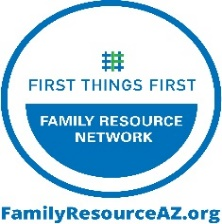 FIRST THINGS FIRST
FAMILY RESOURCE
NETWORK
FamilyResourceAZ.org